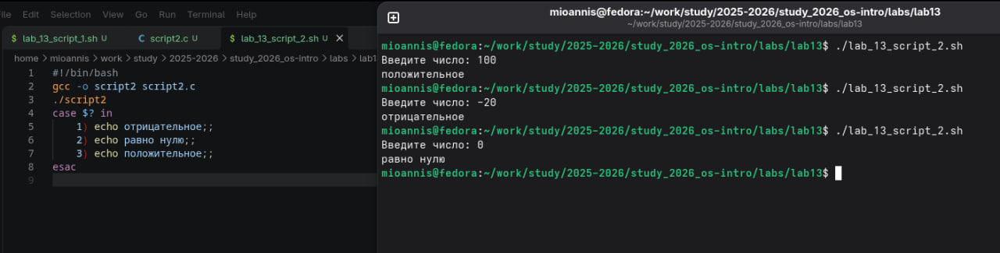 File Edit Selection View Go Run Terminal Help
$ lab_13_script_1.sh U C script2.c U $ lab_13_script_2.sh U ×
home > mioannis > work > study > 2025-2026 > study_2026_os-intro > labs > lab1
1 #!/bin/bash
2 gcc -o script2 script2.c
3 ./script2
4 case $? in
5 1) echo отрицательное;;
6 2) echo равно нулю;;
7 3) echo положительное;;
8 esac
9
mioannis@fedora:~/work/study/2025-2026/study_2026_os-intro/labs/lab13
~/work/study/2025-2026/study_2026_os-intro/labs/lab13
mioannis@fedora:~/work/study/2025-2026/study_2026_os-intro/labs/lab13$ ./lab_13_script_2.sh
Введите число: 100
положительное
mioannis@fedora:~/work/study/2025-2026/study_2026_os-intro/labs/lab13$ ./lab_13_script_2.sh
Введите число: -20
отрицательное
mioannis@fedora:~/work/study/2025-2026/study_2026_os-intro/labs/lab13$ ./lab_13_script_2.sh
Введите число: 0
равно нулю
mioannis@fedora:~/work/study/2025-2026/study_2026_os-intro/labs/lab13$